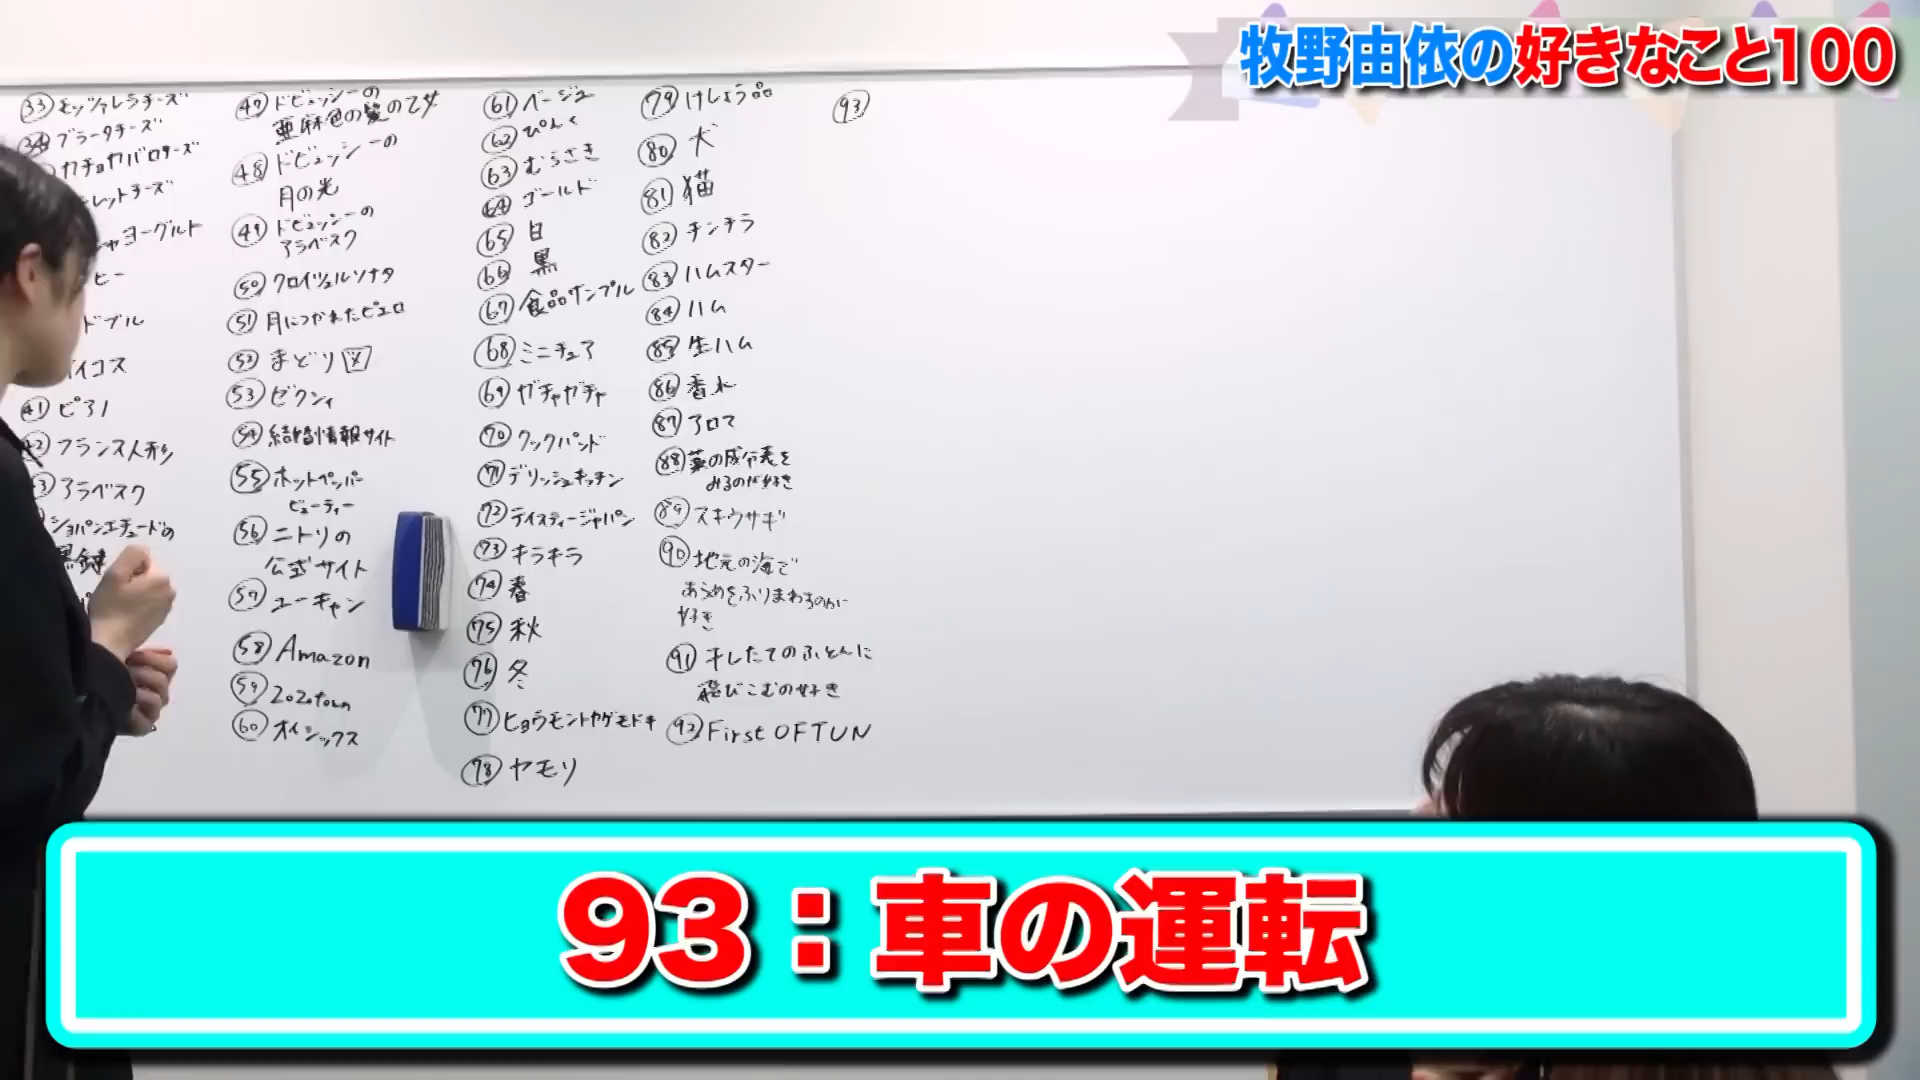 牧野由依の好きなこと100
㉝ モッツァレラチーズ
㉞ ブラータチーズ
カチョカバロチーズ
レットチーズ
ャヨーグルト
ヒー
ドブル
イコス
㊶ ピアノ
㊷ フランス人形
アラベスク
ショパンエチュードの
黒鍵
㊼ ドビュッシーの
亜麻色の髪の乙女
㊽ ドビュッシーの
月の光
㊾ ドビュッシーの
アラベスク
㊿ クロイツェルソナタ
51 月につかれたピエロ
52 まどり図
53 ゼクシィ
54 結婚情報サイト
55 ホットペッパー
ビューティー
56 ニトリの
公式サイト
57 ユーキャン
58 Amazon
59 Zozotown
60 オイシックス
61 ベージュ
62 ぴんく
63 むらさき
64 ゴールド
65 白
66 黒
67 食品サンプル
68 ミニチュア
69 ガチャガチャ
70 クックパッド
71 デリッシュキッチン
72 テイスティージャパン
73 キラキラ
74 春
75 秋
76 冬
77 ヒョウモントカゲモドキ
78 ヤモリ
79 けしょう品
80 犬
81 猫
82 チンチラ
83 ハムスター
84 ハム
85 生ハム
86 香水
87 アロマ
88 薬の成分表を
みるのが好き
89 スキウサギ
90 地元の海で
あらめをふりまわすのが
好き
91 干したてのふとんに
飛びこむの好き
92 First OFTUN
93
93：車の運転